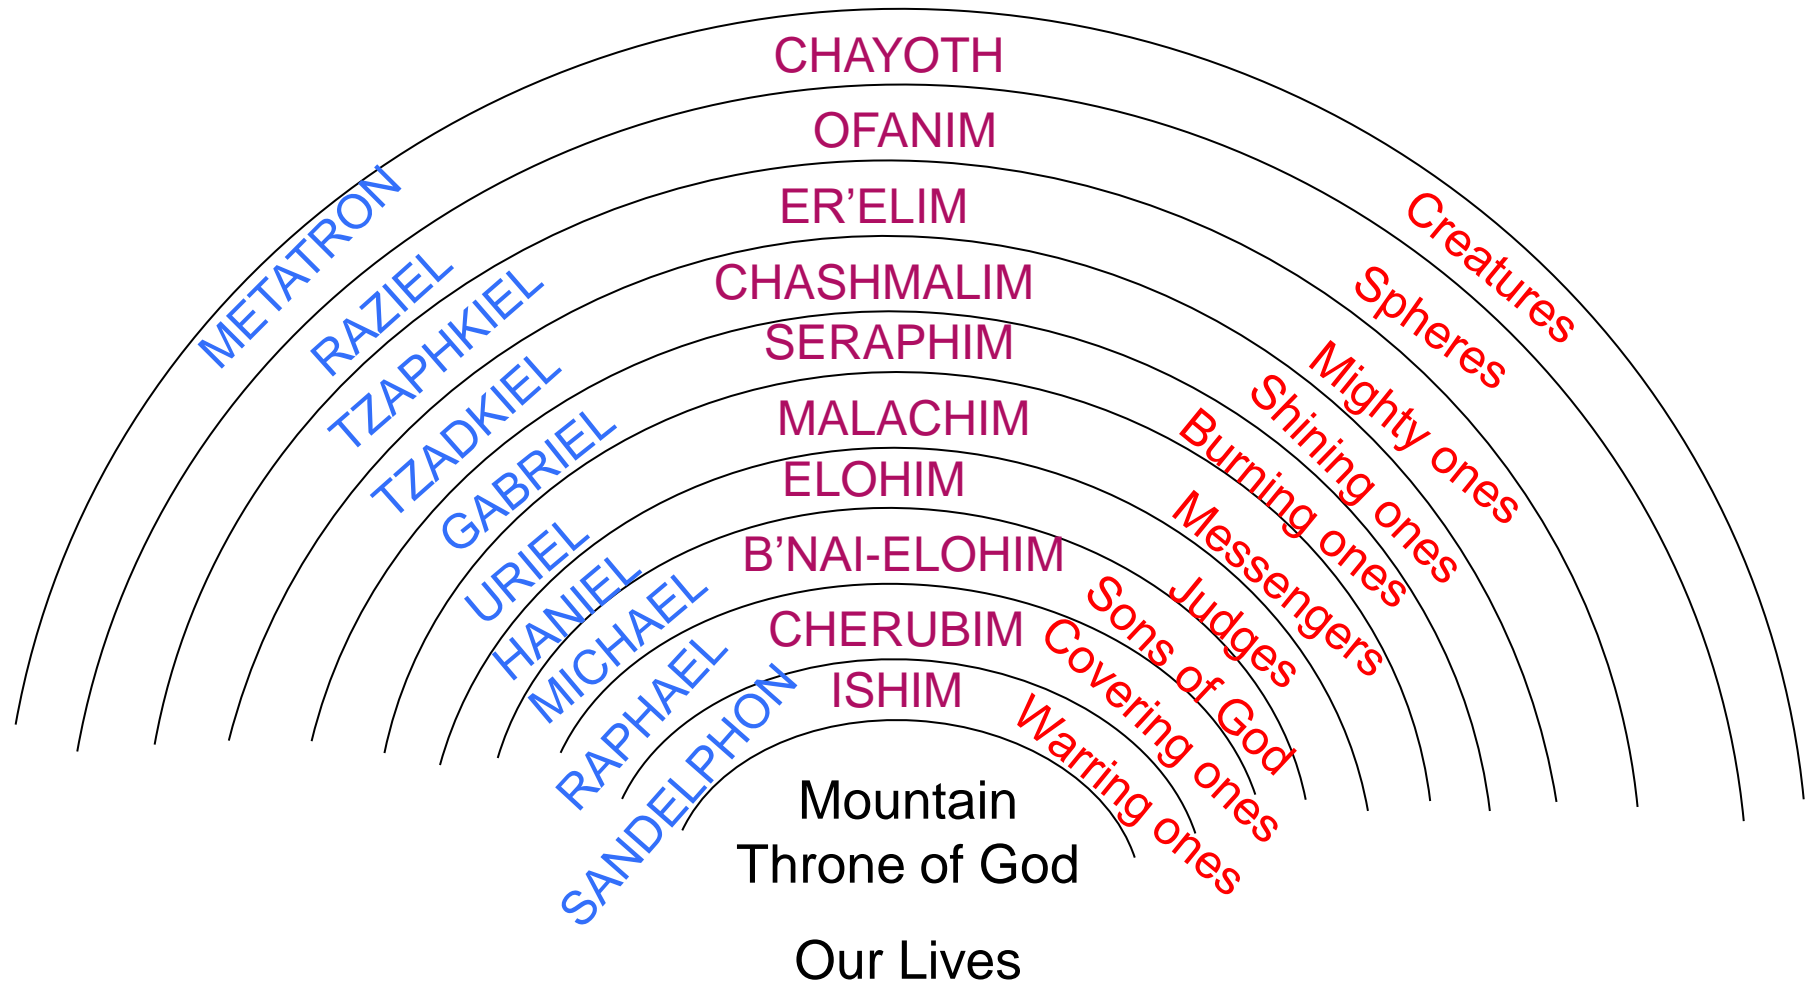 CHAYOTH
OFANIM
ER’ELIM
CHASHMALIM
SERAPHIM
MALACHIM
ELOHIM
B’NAI-ELOHIM
CHERUBIM
ISHIM
METATRON
RAZIEL
TZAPHKIEL
TZADKIEL
GABRIEL
URIEL
HANIEL
MICHAEL
RAPHAEL
SANDELPHON
Creatures
Spheres
Mighty ones
Shining ones
Burning ones
Messengers
Judges
Sons of God
Covering ones
Warring ones
Mountain
Throne of God
Our Lives